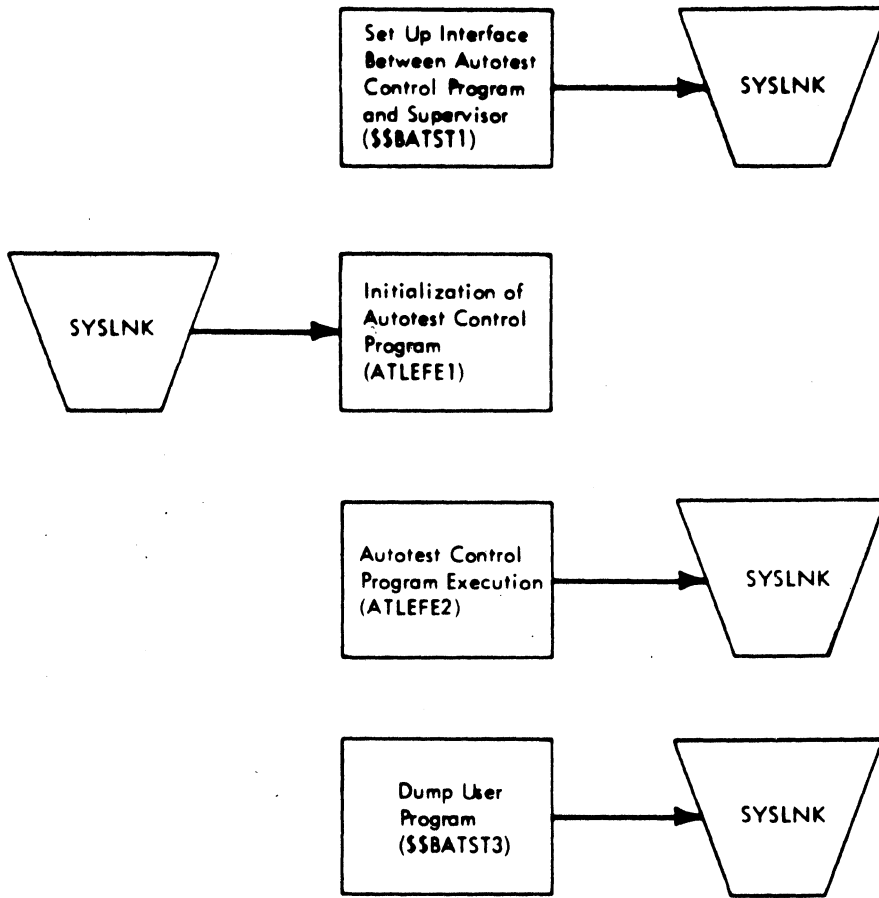 Set Up Interface
Between Autotest
Control Program
and Supervisor
($$BATST1)
SYSLNK
SYSLNK
Initialization of
Autotest Control
Program
(ATLEFE1)
Autotest Control
Program Execution
(ATLEFE2)
SYSLNK
Dump User
Program
($$BATST3)
SYSLNK